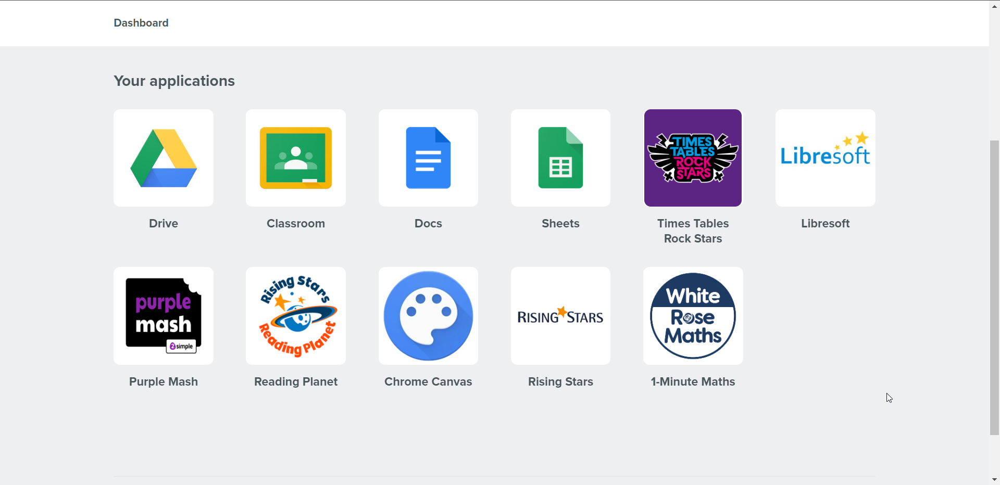 Dashboard
Your applications
TIMES
TABLES
ROCK
STARS
Libresoft
Drive
Classroom
Docs
Sheets
Times Tables
Rock Stars
Libresoft
purple
mash
2simple
Rising Stars
Reading Planet
RISING STARS
White
Rose
Maths
Purple Mash
Reading Planet
Chrome Canvas
Rising Stars
1-Minute Maths